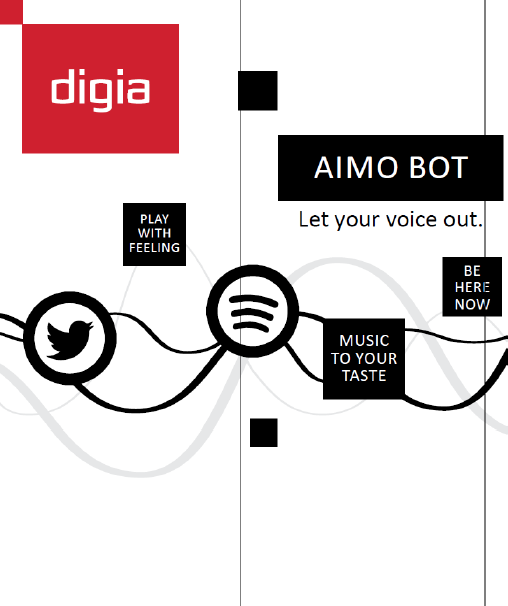 digia
AIMO BOT
Let your voice out.
PLAY
WITH
FEELING
BE
HERE
NOW
MUSIC
TO YOUR
TASTE